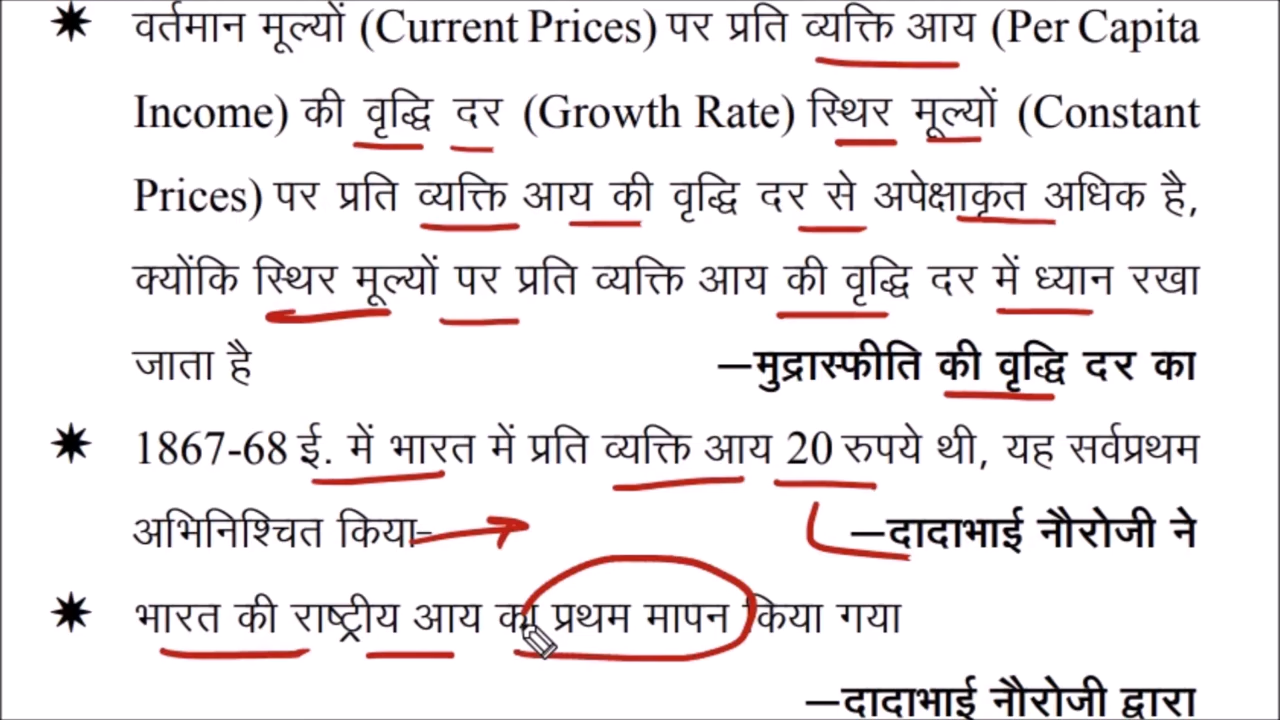 ✷ वर्तमान मूल्यों (Current Prices) पर प्रति व्यक्ति आय (Per Capita
Income) की वृद्धि दर (Growth Rate) स्थिर मूल्यों (Constant
Prices) पर प्रति व्यक्ति आय की वृद्धि दर से अपेक्षाकृत अधिक है,
क्योंकि स्थिर मूल्यों पर प्रति व्यक्ति आय की वृद्धि दर में ध्यान रखा
जाता है —मुद्रास्फीति की वृद्धि दर का
✷ 1867-68 ई. में भारत में प्रति व्यक्ति आय 20 रुपये थी, यह सर्वप्रथम
अभिनिश्चित किया- —दादाभाई नौरोजी ने
✷ भारत की राष्ट्रीय आय का प्रथम मापन किया गया
—दादाभाई नौरोजी द्वारा